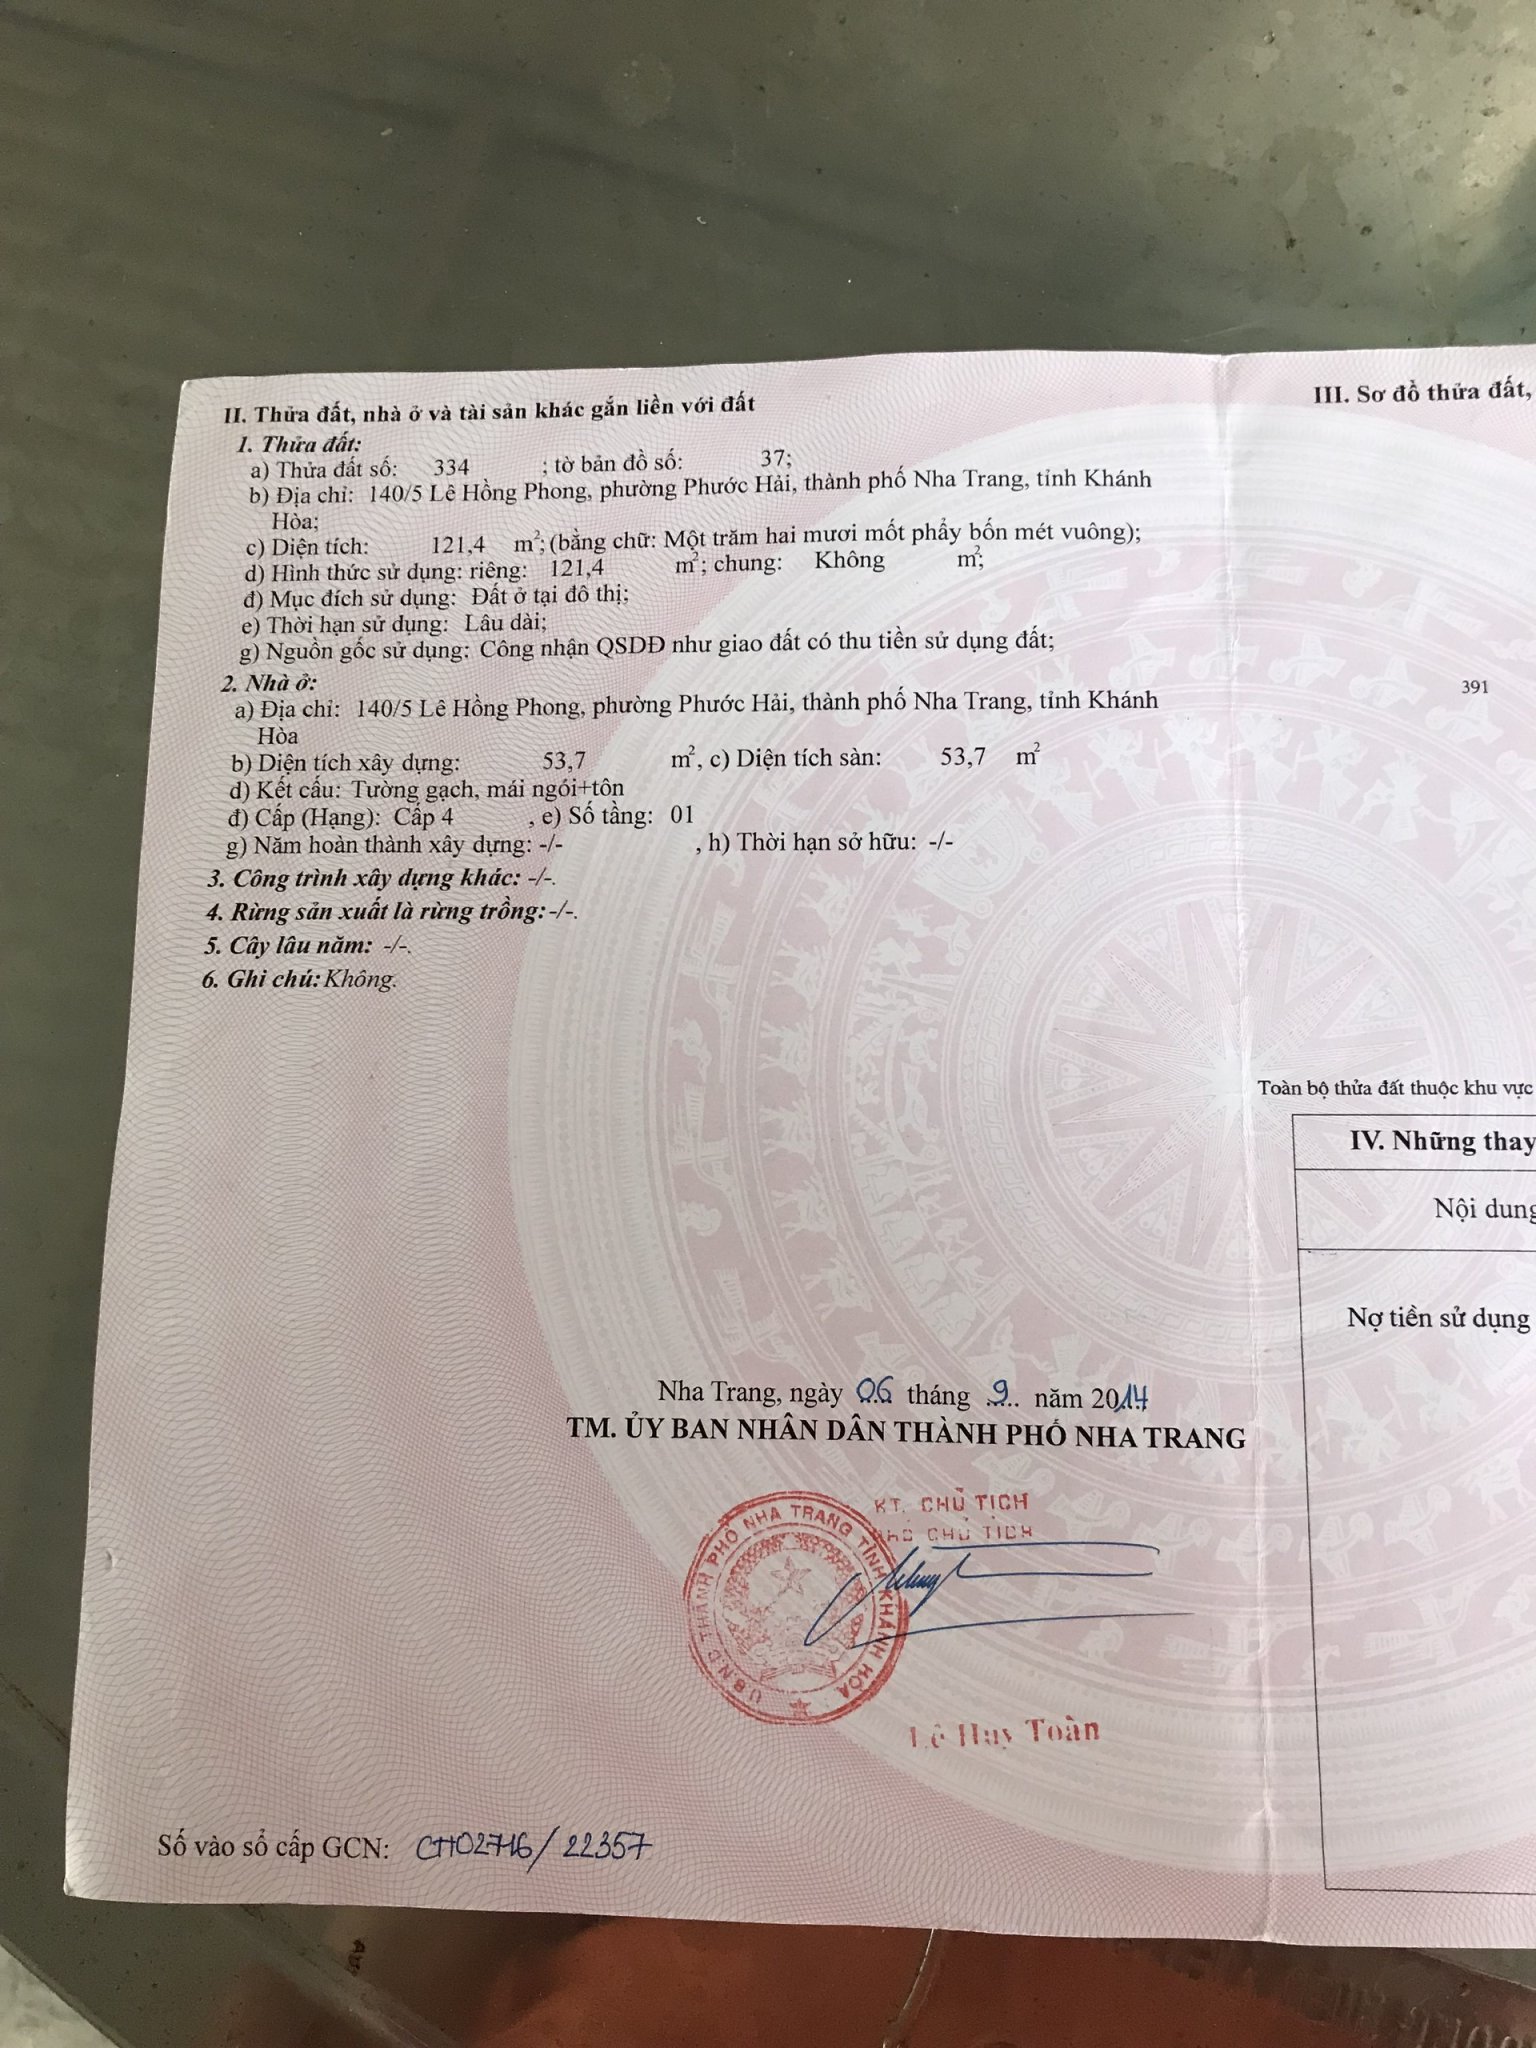 II. Thửa đất, nhà ở và tài sản khác gắn liền với đất
1. Thửa đất:
a) Thửa đất số: 334 ; tờ bản đồ số: 37;
b) Địa chỉ: 140/5 Lê Hồng Phong, phường Phước Hải, thành phố Nha Trang, tỉnh Khánh
Hòa;
c) Diện tích: 121,4 m²; (bằng chữ: Một trăm hai mươi mốt phẩy bốn mét vuông);
d) Hình thức sử dụng: riêng: 121,4 m²; chung: Không m²;
đ) Mục đích sử dụng: Đất ở tại đô thị;
e) Thời hạn sử dụng: Lâu dài;
g) Nguồn gốc sử dụng: Công nhận QSDĐ như giao đất có thu tiền sử dụng đất;
2. Nhà ở:
a) Địa chỉ: 140/5 Lê Hồng Phong, phường Phước Hải, thành phố Nha Trang, tỉnh Khánh
Hòa
b) Diện tích xây dựng: 53,7 m², c) Diện tích sàn: 53,7 m²
d) Kết cấu: Tường gạch, mái ngói+tôn
đ) Cấp (Hạng): Cấp 4 , e) Số tầng: 01
g) Năm hoàn thành xây dựng: -/- , h) Thời hạn sở hữu: -/-
3. Công trình xây dựng khác: -/-.
4. Rừng sản xuất là rừng trồng: -/-.
5. Cây lâu năm: -/-.
6. Ghi chú: Không.
Nha Trang, ngày 06 tháng 9 năm 2014
TM. ỦY BAN NHÂN DÂN THÀNH PHỐ NHA TRANG
KT. CHỦ TỊCH
PHÓ CHỦ TỊCH
U.B.N.D THÀNH PHỐ NHA TRANG TỈNH KHÁNH HÒA
Lê Huy Toàn
Số vào sổ cấp GCN: CH02716/22357
III. Sơ đồ thửa đất,
391
Toàn bộ thửa đất thuộc khu vực
IV. Những thay
Nội dung
Nợ tiền sử dụng